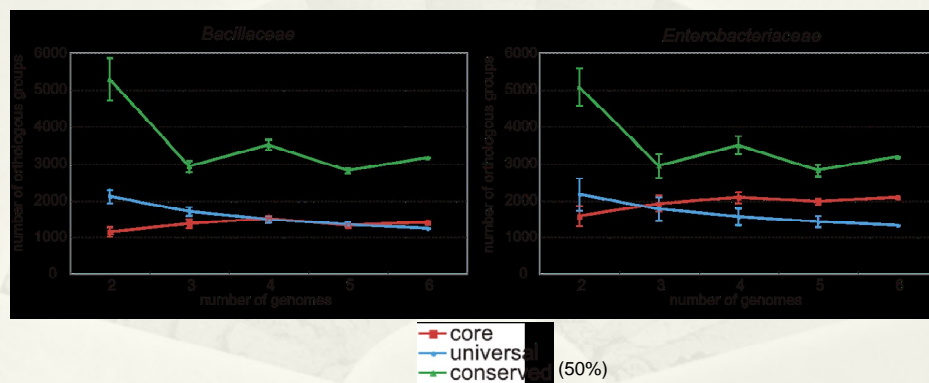 Bacillaceae
Enterobacteriaceae
number of orthologous groups
6000
5000
4000
3000
2000
1000
0
2 3 4 5 6
number of genomes
number of orthologous groups
6000
5000
4000
3000
2000
1000
0
2 3 4 5 6
number of genomes
core
universal
conserved (50%)